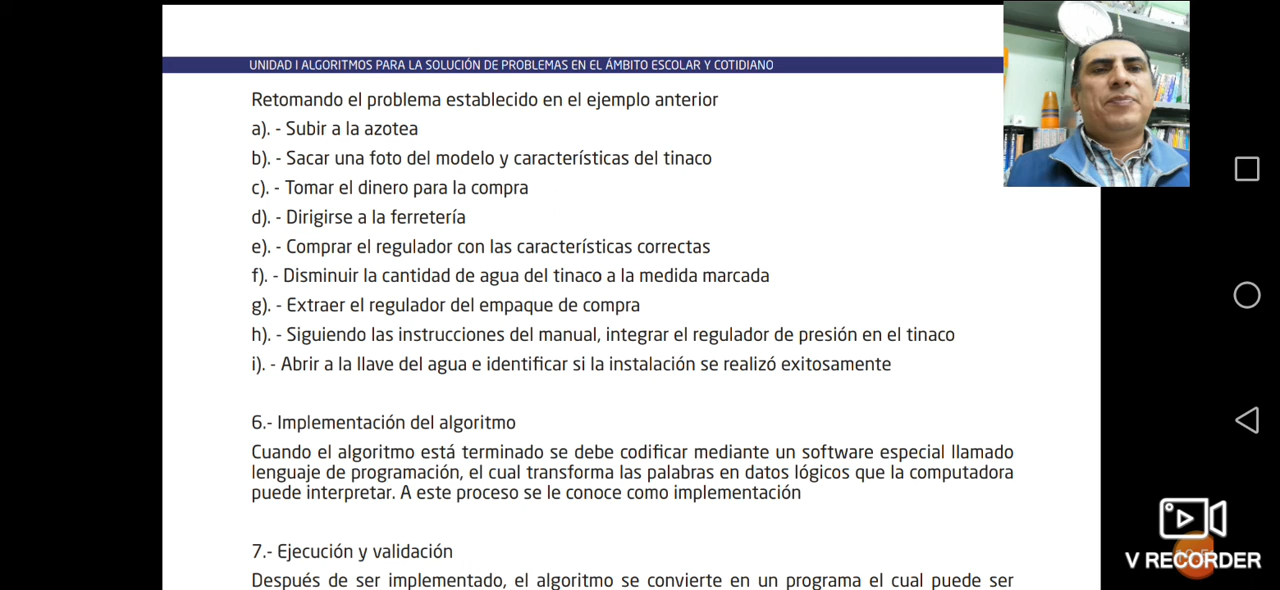 UNIDAD I ALGORITMOS PARA LA SOLUCIÓN DE PROBLEMAS EN EL ÁMBITO ESCOLAR Y COTIDIANO
Retomando el problema establecido en el ejemplo anterior
a). - Subir a la azotea
b). - Sacar una foto del modelo y características del tinaco
c). - Tomar el dinero para la compra
d). - Dirigirse a la ferretería
e). - Comprar el regulador con las características correctas
f). - Disminuir la cantidad de agua del tinaco a la medida marcada
g). - Extraer el regulador del empaque de compra
h). - Siguiendo las instrucciones del manual, integrar el regulador de presión en el tinaco
i). - Abrir a la llave del agua e identificar si la instalación se realizó exitosamente
6.- Implementación del algoritmo
Cuando el algoritmo está terminado se debe codificar mediante un software especial llamado
lenguaje de programación, el cual transforma las palabras en datos lógicos que la computadora
puede interpretar. A este proceso se le conoce como implementación
7.- Ejecución y validación
Después de ser implementado, el algoritmo se convierte en un programa el cual puede ser
V RECORDER